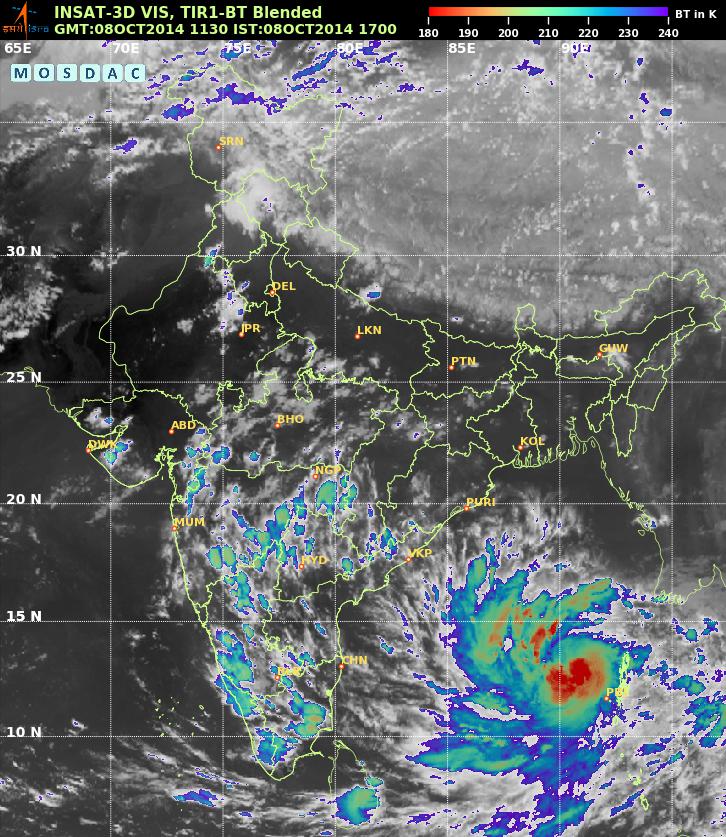 INSAT-3D VIS, TIR1-BT Blended
GMT:08OCT2014 1130 IST:08OCT2014 1700
BT in K
180 190 200 210 220 230 240
65E 70E 75E 80E 85E 90E
MOSDAC
SRN
30 N
DEL
JPR LKN
GUW
PTN
25 N
ABD BHO
DWK KOL
NGP
20 N PURI
MUM
HYD VKP
15 N
CHN
10 N